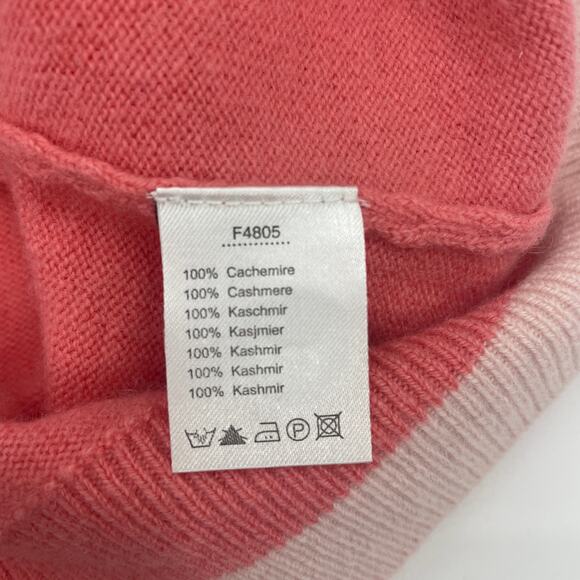 F4805
100% Cachemire
100% Cashmere
100% Kaschmir
100% Kasjmier
100% Kashmir
100% Kashmir
100% Kashmir
P